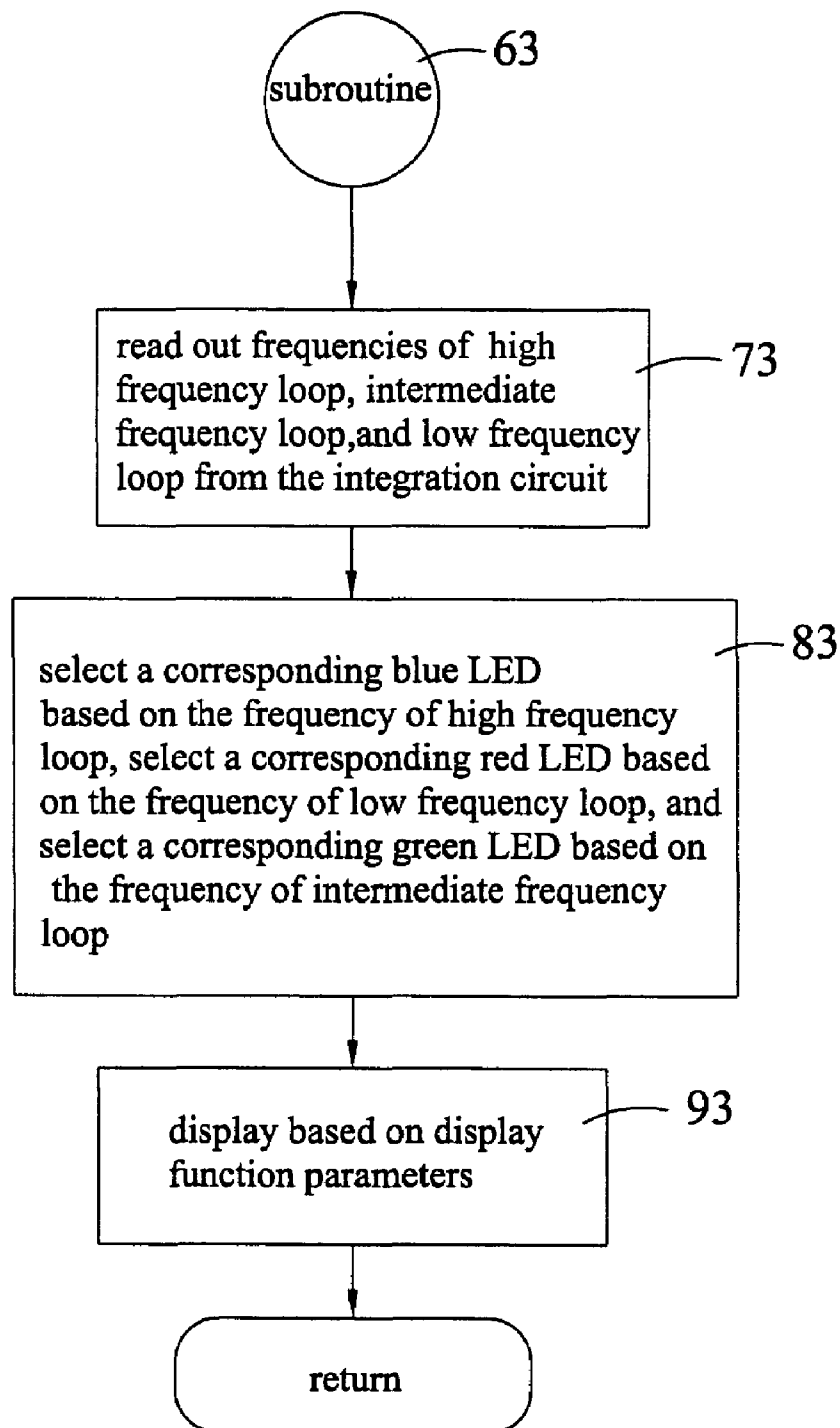 63
subroutine
read out frequencies of high
frequency loop, intermediate
frequency loop,and low frequency
loop from the integration circuit
73
83
select a corresponding blue LED
based on the frequency of high frequency
loop, select a corresponding red LED based
on the frequency of low frequency loop, and
select a corresponding green LED based on
the frequency of intermediate frequency
loop
93
display based on display
function parameters
return